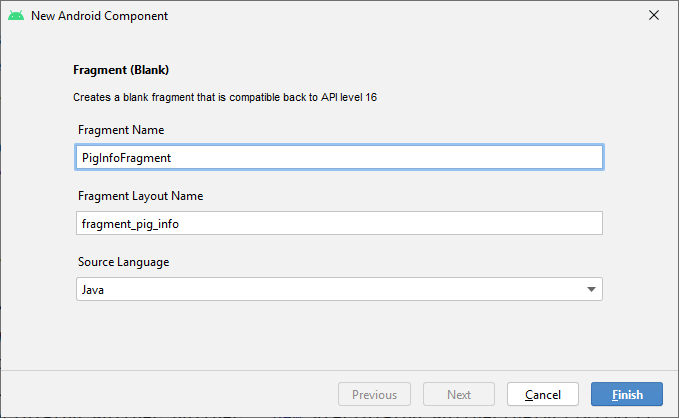 New Android Component
Fragment (Blank)
Creates a blank fragment that is compatible back to API level 16
Fragment Name
PigInfoFragment
Fragment Layout Name
fragment_pig_info
Source Language
Java
Previous Next Cancel Finish